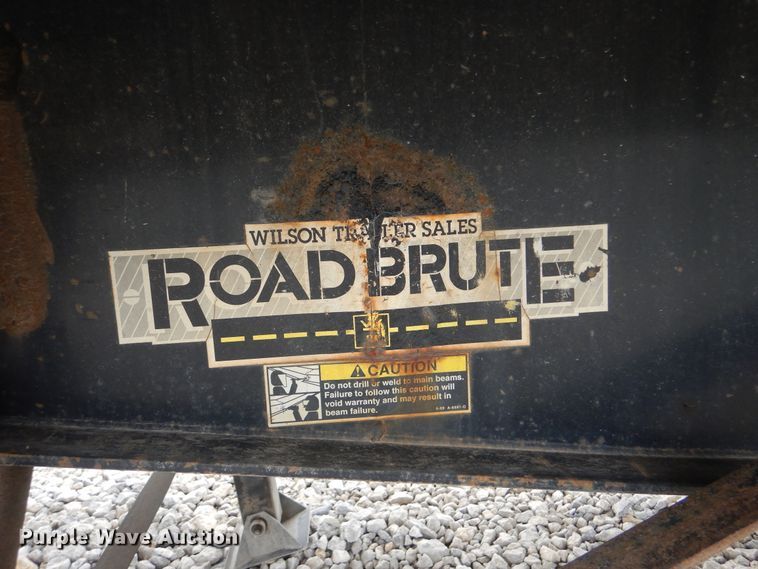 WILSON TRAILER SALES
ROAD BRUTE
CAUTION
Do not drill or weld to main beams.
Failure to follow this caution will
void warranty and may result in
beam failure.
Purple Wave Auction